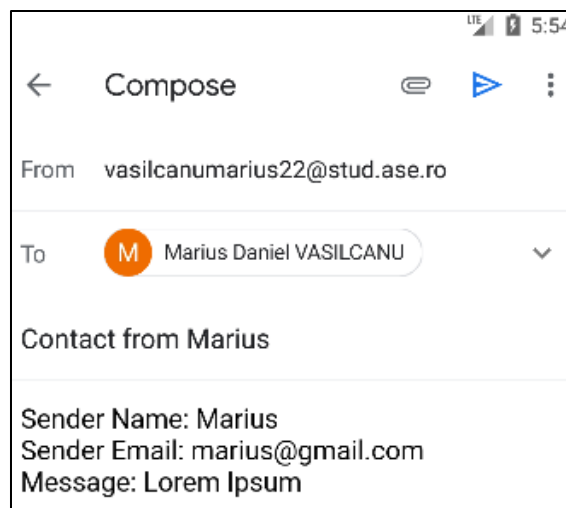 LTE 5:54
Compose
From vasilcanumarius22@stud.ase.ro
To M Marius Daniel VASILCANU
Contact from Marius
Sender Name: Marius
Sender Email: marius@gmail.com
Message: Lorem Ipsum